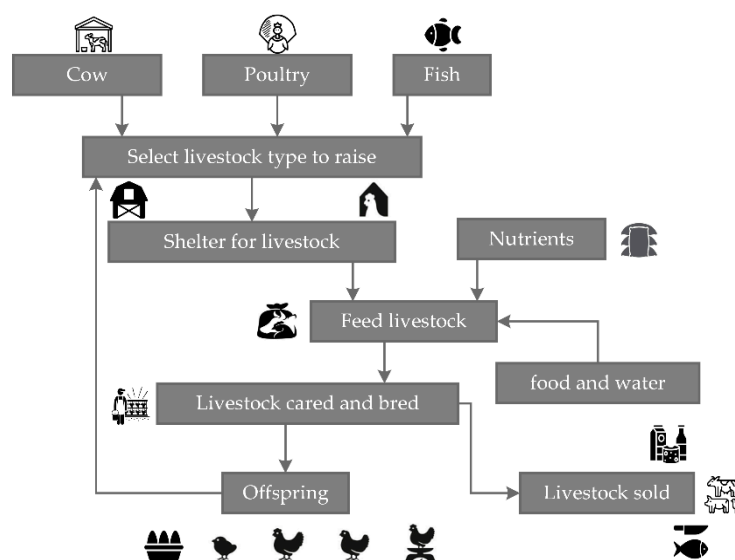 Cow
Poultry
Fish
Select livestock type to raise
Shelter for livestock
Nutrients
Feed livestock
food and water
Livestock cared and bred
Offspring
Livestock sold